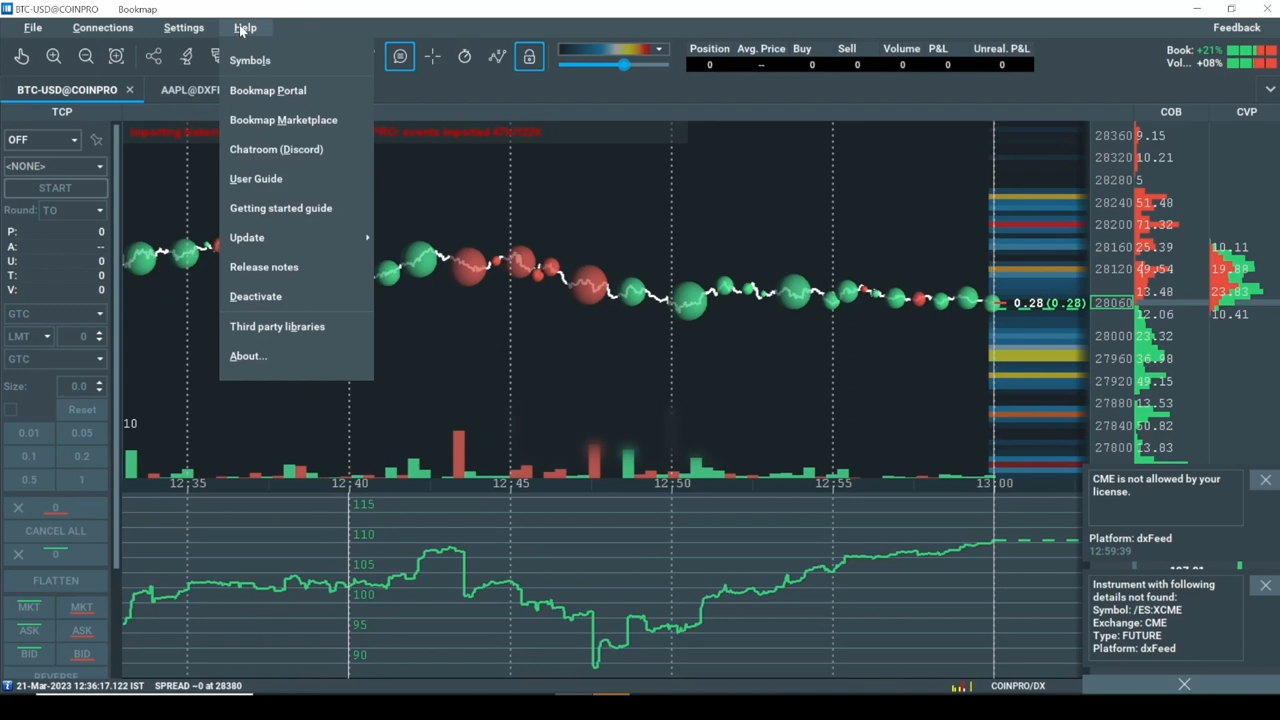 BTC-USD@COINPRO Bookmap
File Connections Settings Help Feedback
Symbols
Bookmap Portal
Bookmap Marketplace
Chatroom (Discord)
User Guide
Getting started guide
Update
Release notes
Deactivate
Third party libraries
About...
Position Avg. Price Buy Sell Volume P&L Unreal. P&L
0 -- 0 0 0 0 0
Book: +21%
Vol... +08%
BTC-USD@COINPRO
TCP
OFF
<NONE>
START
Round: TO
P: 0
A: --
U: 0
T: 0
V: 0
GTC
LMT 0
GTC
Size: 0.0
Reset
0.01 0.05
0.1 0.2
0.5 1
0
CANCEL ALL
0
FLATTEN
MKT MKT
ASK ASK
BID BID
REVERSE
10
0.28(0.28)
12:35 12:40 12:45 12:50 12:55 13:00
115
110
105
100
95
90
COB CVP
28360 9.15
28320 10.21
28280 5
28240 51.48
28200 71.32
28160 25.39 10.11
28120 49.54 19.88
13.48 23.83
28060 12.06 10.41
28000 23.32
27960 36.98
27920 49.15
27880 13.53
27840 50.82
27800 13.83
CME is not allowed by your
license.
Platform: dxFeed
12:59:39
Instrument with following
details not found:
Symbol: /ES:XCME
Exchange: CME
Type: FUTURE
Platform: dxFeed
21-Mar-2023 12:36:17.122 IST SPREAD ~0 at 28380 COINPRO/DX